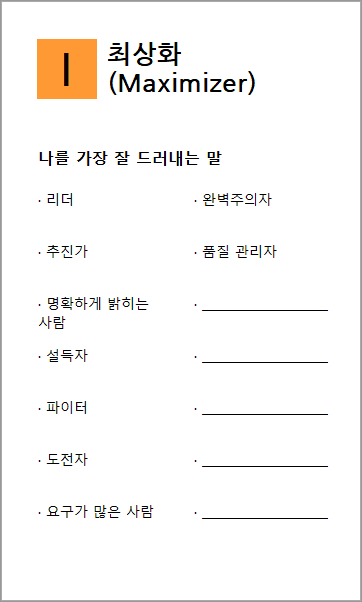 I
최상화
(Maximizer)
나를 가장 잘 드러내는 말
· 리더
· 완벽주의자
· 추진가
· 품질 관리자
· 명확하게 밝히는
사람
· ________________
· 설득자
· ________________
· 파이터
· ________________
· 도전자
· ________________
· 요구가 많은 사람
· ________________